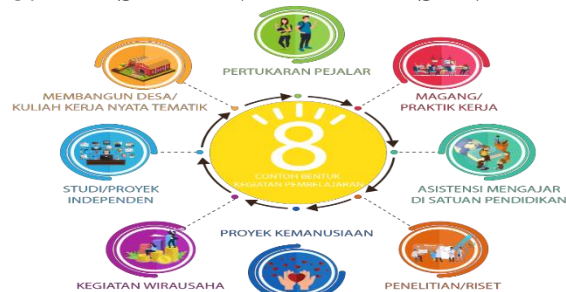 PERTUKARAN PEJALAR
MEMBANGUN DESA/
KULIAH KERJA NYATA TEMATIK
MAGANG/
PRAKTIK KERJA
8
CONTOH BENTUK
KEGIATAN PEMBELAJARAN
STUDI/PROYEK
INDEPENDEN
ASISTENSI MENGAJAR
DI SATUAN PENDIDIKAN
PROYEK KEMANUSIAAN
KEGIATAN WIRAUSAHA
PENELITIAN/RISET